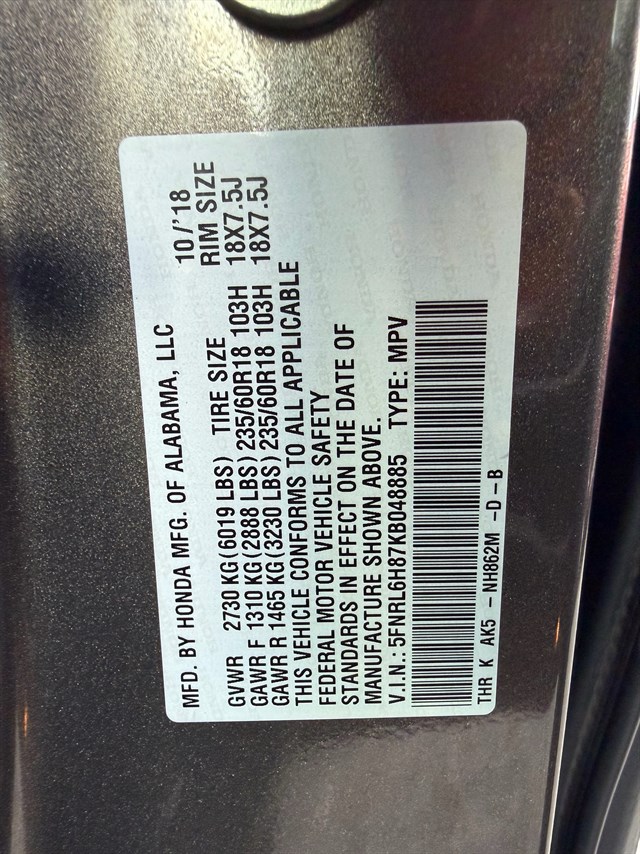 MFD. BY HONDA MFG. OF ALABAMA, LLC 10/'18
GVWR 2730 KG(6019 LBS) TIRE SIZE RIM SIZE
GAWR F 1310 KG(2888 LBS)235/60R18 103H 18X7.5J
GAWR R 1465 KG(3230 LBS)235/60R18 103H 18X7.5J
THIS VEHICLE CONFORMS TO ALL APPLICABLE
FEDERAL MOTOR VEHICLE SAFETY
STANDARDS IN EFFECT ON THE DATE OF
MANUFACTURE SHOWN ABOVE.
V.I.N.: 5FNRL6H87KB048885 TYPE: MPV
THR K AK5 -NH862M -D-B